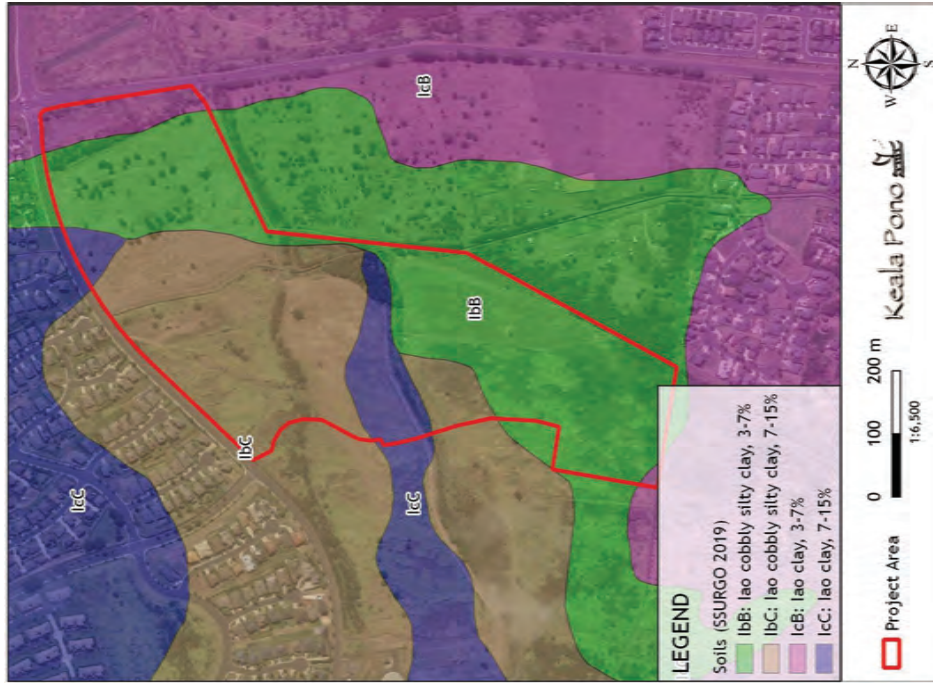 IcB
IbB
IbC
IcC
IcC
LEGEND
Soils (SSURGO 2019)
IbB: Iao cobbly silty clay, 3-7%
IbC: Iao cobbly silty clay, 7-15%
IcB: Iao clay, 3-7%
IcC: Iao clay, 7-15%
Project Area
0 100 200 m
1:6,500
Keala Pono
N
W E
S